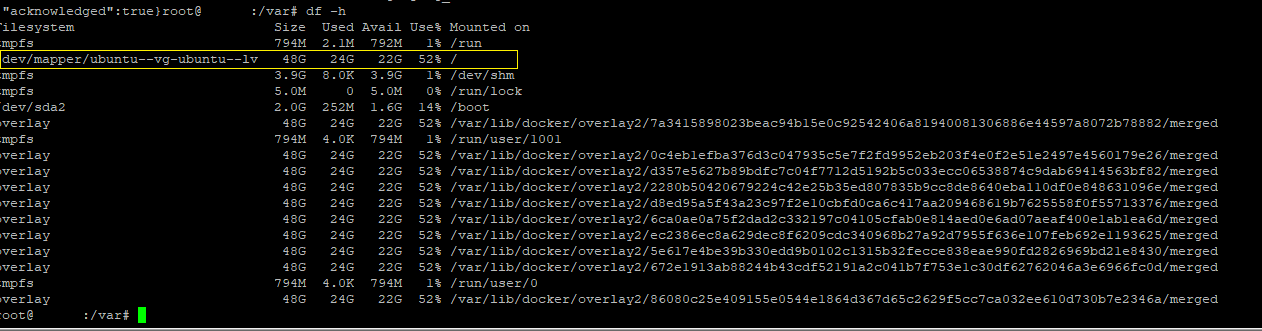 "acknowledged":true}root@ :/var# df -h
Filesystem Size Used Avail Use% Mounted on
tmpfs 794M 2.1M 792M 1% /run
/dev/mapper/ubuntu--vg-ubuntu--lv 48G 24G 22G 52% /
tmpfs 3.9G 8.0K 3.9G 1% /dev/shm
tmpfs 5.0M 0 5.0M 0% /run/lock
/dev/sda2 2.0G 252M 1.6G 14% /boot
overlay 48G 24G 22G 52% /var/lib/docker/overlay2/7a3415898023beac94b15e0c92542406a81940081306886e44597a8072b78882/merged
tmpfs 794M 4.0K 794M 1% /run/user/1001
overlay 48G 24G 22G 52% /var/lib/docker/overlay2/0c4eb1efba376d3c047935c5e7f2fd9952eb203f4e0f2e51e2497e4560179e26/merged
overlay 48G 24G 22G 52% /var/lib/docker/overlay2/d357e5627b89bdfc7c04f7712d5192b5c033ecc06538874c9dab69414563bf82/merged
overlay 48G 24G 22G 52% /var/lib/docker/overlay2/2280b50420679224c42e25b35ed807835b9cc8de8640eba110df0e848631096e/merged
overlay 48G 24G 22G 52% /var/lib/docker/overlay2/d8ed95a5f43a23c97f2e10cbfd0ca6c417aa209468619b7625558f0f55713376/merged
overlay 48G 24G 22G 52% /var/lib/docker/overlay2/6ca0ae0a75f2dad2c332197c04105cfab0e814aed0e6ad07aeaf400e1ab1ea6d/merged
overlay 48G 24G 22G 52% /var/lib/docker/overlay2/ec2386ec8a629dec8f6209cdc340968b27a92d7955f636e107feb692e1193625/merged
overlay 48G 24G 22G 52% /var/lib/docker/overlay2/5e617e4be39b330edd9b0102c1315b32fecce838eae990fd2826969bd21e8430/merged
overlay 48G 24G 22G 52% /var/lib/docker/overlay2/672e1913ab88244b43cdf52191a2c041b7f753e1c30df62762046a3e6966fc0d/merged
tmpfs 794M 4.0K 794M 1% /run/user/0
overlay 48G 24G 22G 52% /var/lib/docker/overlay2/86080c25e409155e0544e1864d367d65c2629f5cc7ca032ee610d730b7e2346a/merged
root@ :/var#